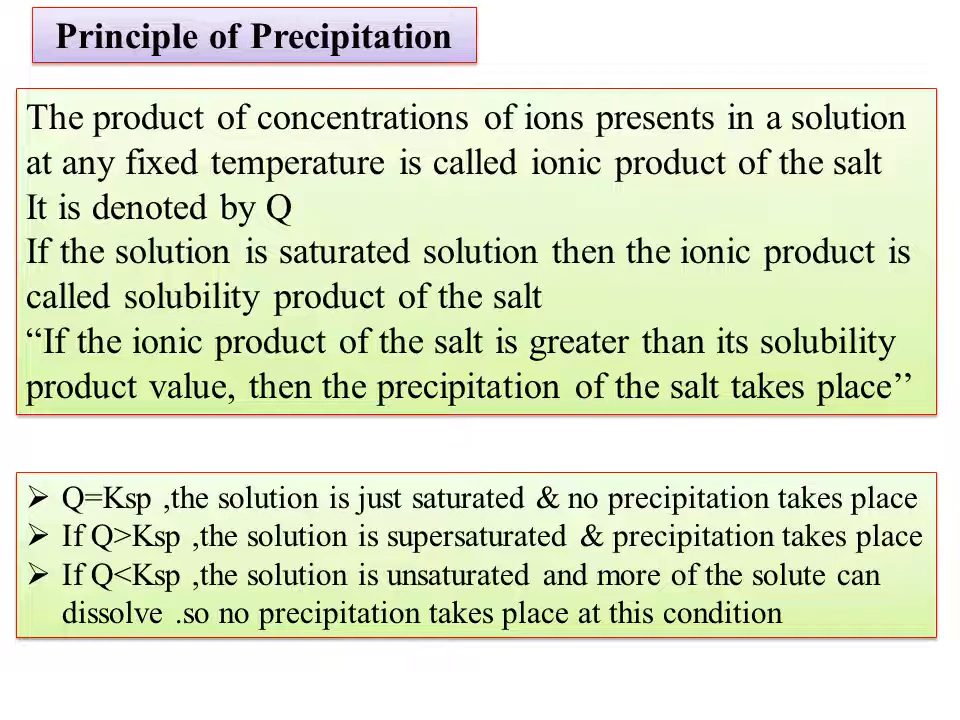 Principle of Precipitation
The product of concentrations of ions presents in a solution
at any fixed temperature is called ionic product of the salt
It is denoted by Q
If the solution is saturated solution then the ionic product is
called solubility product of the salt
“If the ionic product of the salt is greater than its solubility
product value, then the precipitation of the salt takes place’’
➢ Q=Ksp ,the solution is just saturated & no precipitation takes place
➢ If Q>Ksp ,the solution is supersaturated & precipitation takes place
➢ If Q<Ksp ,the solution is unsaturated and more of the solute can
dissolve .so no precipitation takes place at this condition